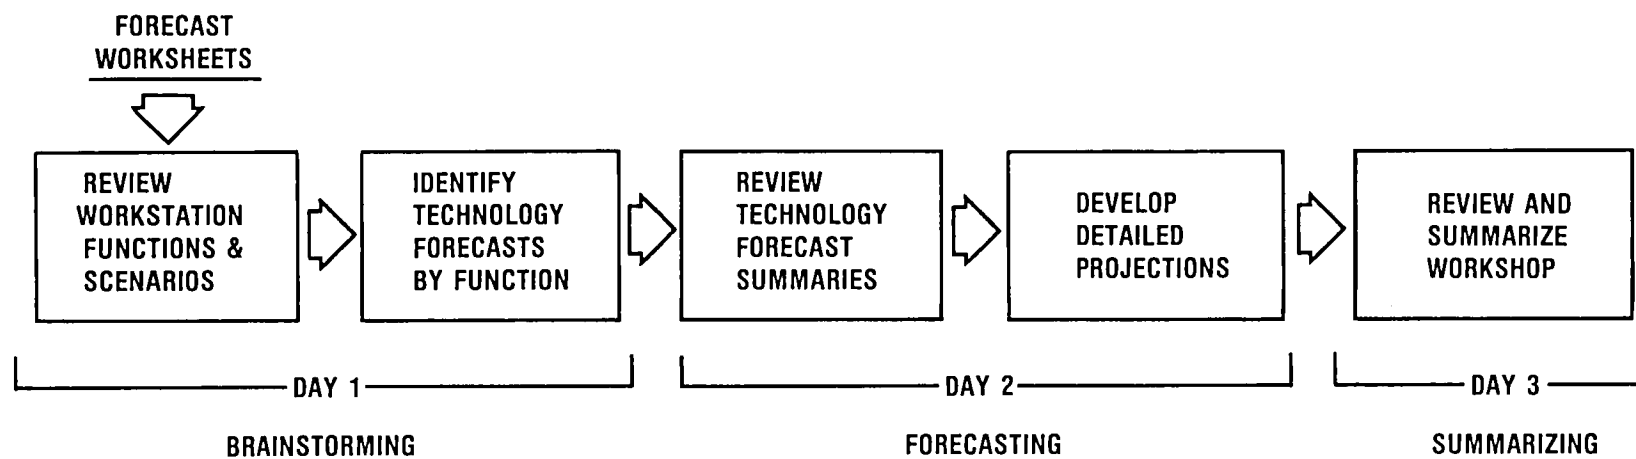 FORECAST
WORKSHEETS
REVIEW
WORKSTATION
FUNCTIONS &
SCENARIOS
IDENTIFY
TECHNOLOGY
FORECASTS
BY FUNCTION
REVIEW
TECHNOLOGY
FORECAST
SUMMARIES
DEVELOP
DETAILED
PROJECTIONS
REVIEW AND
SUMMARIZE
WORKSHOP
DAY 1
DAY 2
DAY 3
BRAINSTORMING
FORECASTING
SUMMARIZING